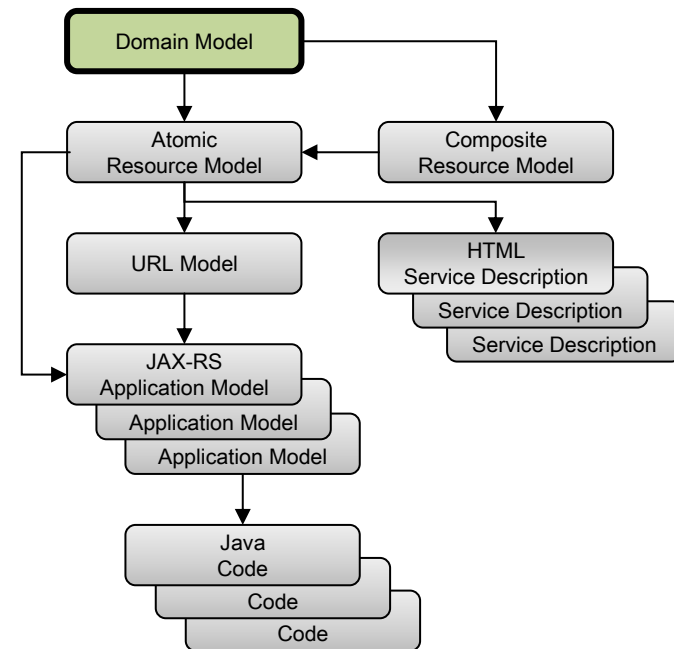 Domain Model
Atomic
Resource Model
Composite
Resource Model
URL Model
HTML
Service Description
Service Description
Service Description
JAX-RS
Application Model
Application Model
Application Model
Java
Code
Code
Code